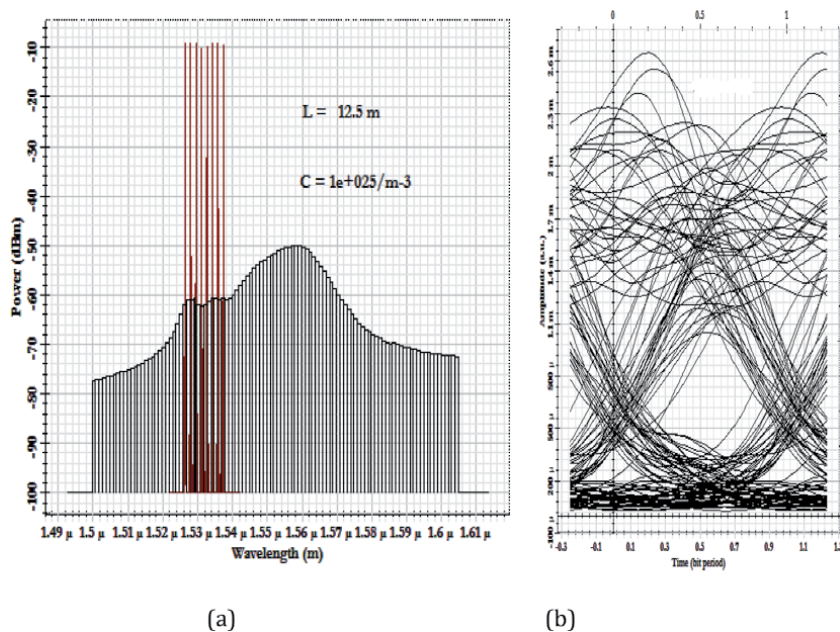 -10
-20
-30
-40
-50
-60
-70
-80
-90
-100
Power (dBm)
L = 12.5 m
C = 1e+025/m-3
1.49 µ 1.5 µ 1.51 µ 1.52 µ 1.53 µ 1.54 µ 1.55 µ 1.56 µ 1.57 µ 1.58 µ 1.59 µ 1.6 µ 1.61 µ
Wavelength (m)
(a)
0 0.5 1
2.6 m
2.3 m
2 m
1.7 m
1.4 m
1.1 m
800 µ
500 µ
200 µ
-100 µ
Amplitude (a.u.)
-0.3 -0.1 0.1 0.3 0.5 0.7 0.9 1.1 1.3
Time (bit period)
(b)